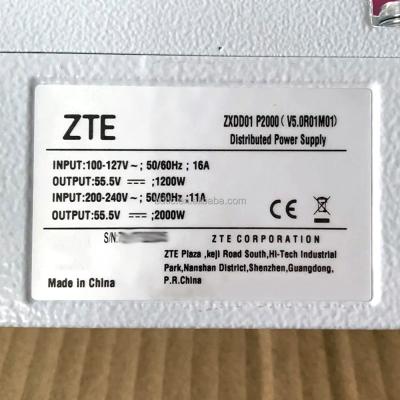 ZTE
ZXDD01 P2000( V5.0R01M01)
Distributed Power Supply
INPUT:100-127V~; 50/60Hz; 16A
OUTPUT:55.5V ⎓ ;1200W
INPUT:200-240V~; 50/60Hz;11A
OUTPUT:55.5V ⎓ ;2000W
CE
S/N:
ZTE CORPORATION
ZTE Plaza ,keji Road South,Hi-Tech Industrial
Park,Nanshan District,Shenzhen,Guangdong,
P.R.China
Made in China